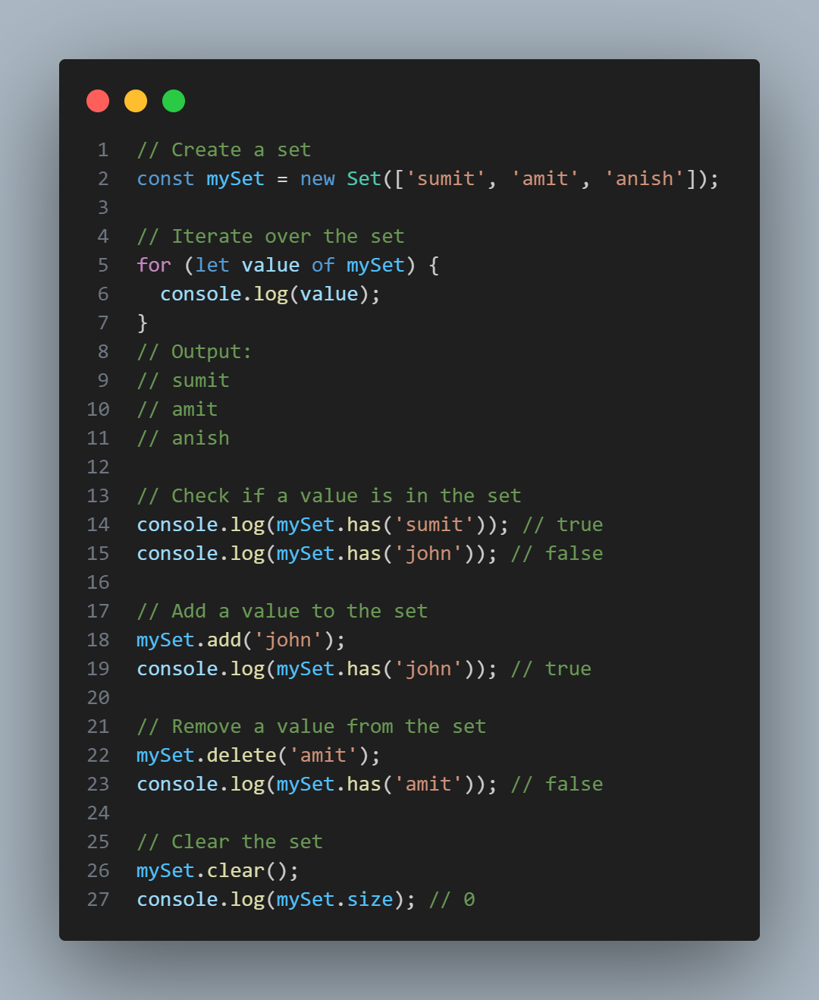 1 // Create a set
2 const mySet = new Set(['sumit', 'amit', 'anish']);
3
4 // Iterate over the set
5 for (let value of mySet) {
6   console.log(value);
7 }
8 // Output:
9 // sumit
10 // amit
11 // anish
12
13 // Check if a value is in the set
14 console.log(mySet.has('sumit')); // true
15 console.log(mySet.has('john')); // false
16
17 // Add a value to the set
18 mySet.add('john');
19 console.log(mySet.has('john')); // true
20
21 // Remove a value from the set
22 mySet.delete('amit');
23 console.log(mySet.has('amit')); // false
24
25 // Clear the set
26 mySet.clear();
27 console.log(mySet.size); // 0